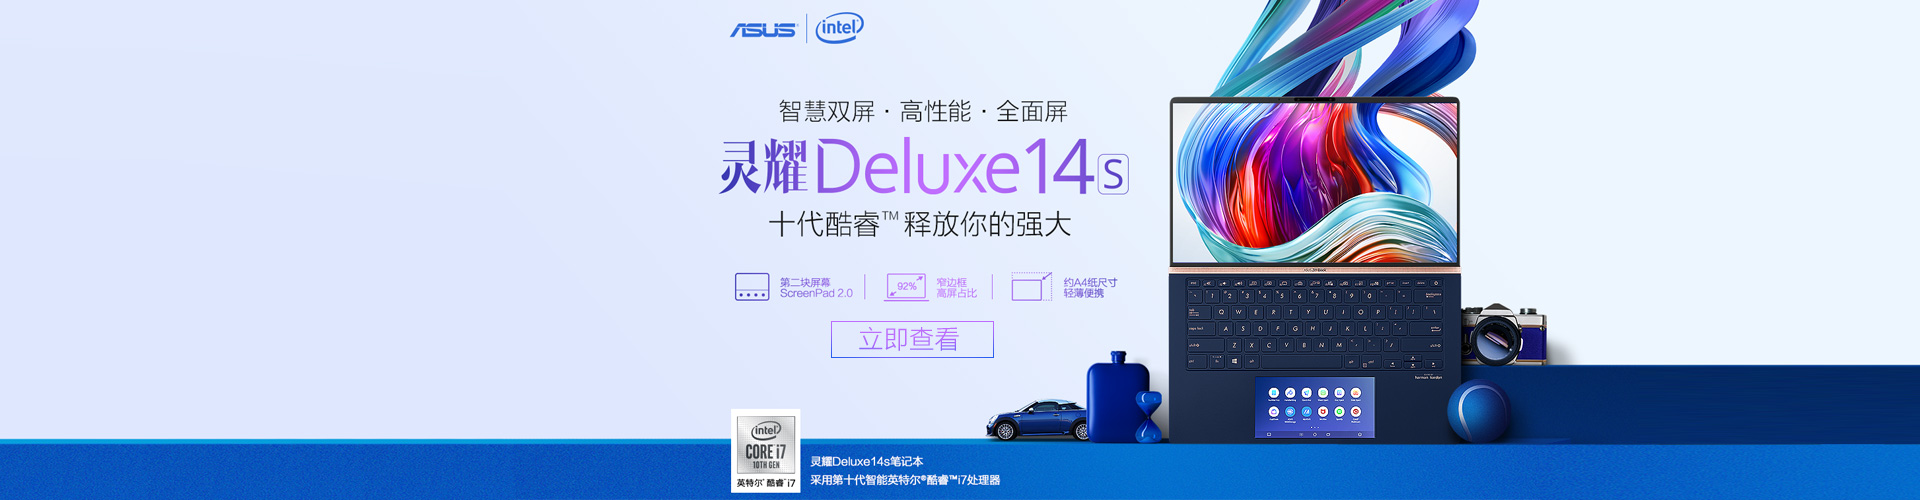 ASUS intel
智慧双屏·高性能·全面屏
灵耀Deluxe14s
十代酷睿™ 释放你的强大
第二块屏幕
ScreenPad 2.0
92%
窄边框
高屏占比
约A4纸尺寸
轻薄便携
立即查看
intel
CORE i7
10TH GEN
英特尔® 酷睿™ i7
灵耀Deluxe14s笔记本
采用第十代智能英特尔®酷睿™i7处理器
Q W E R T Y U I O P
A S D F G H J K L
Z X C V B N M
harman kardon